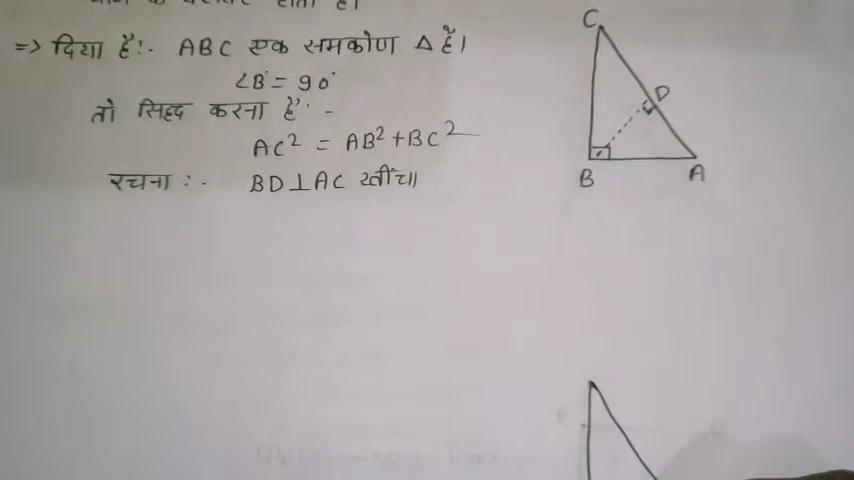 => दिया है:- ABC एक समकोण Δ है।
∠B = 90°
तो सिद्ध करना है :-
AC² = AB² + BC²
रचना :- BD⊥AC खींचा।
C
D
B
A